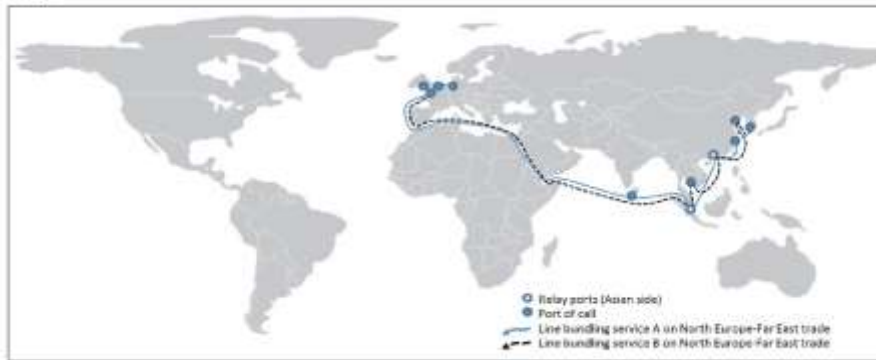 Relay ports (Asian side)
Port of call
Line bundling service A on North Europe-Far East trade
Line bundling service B on North Europe-Far East trade